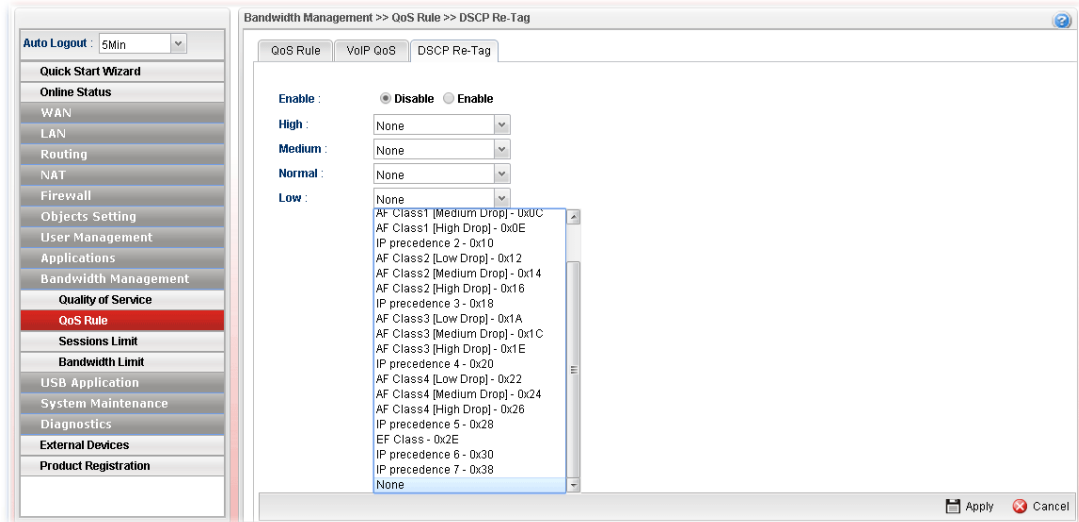 Bandwidth Management >> QoS Rule >> DSCP Re-Tag
Auto Logout : 5Min
Quick Start Wizard
Online Status
WAN
LAN
Routing
NAT
Firewall
Objects Setting
User Management
Applications
Bandwidth Management
Quality of Service
QoS Rule
Sessions Limit
Bandwidth Limit
USB Application
System Maintenance
Diagnostics
External Devices
Product Registration
QoS Rule VoIP QoS DSCP Re-Tag
Enable : Disable Enable
High : None
Medium : None
Normal : None
Low : None
AF Class1 [Medium Drop] - 0x0C
AF Class1 [High Drop] - 0x0E
IP precedence 2 - 0x10
AF Class2 [Low Drop] - 0x12
AF Class2 [Medium Drop] - 0x14
AF Class2 [High Drop] - 0x16
IP precedence 3 - 0x18
AF Class3 [Low Drop] - 0x1A
AF Class3 [Medium Drop] - 0x1C
AF Class3 [High Drop] - 0x1E
IP precedence 4 - 0x20
AF Class4 [Low Drop] - 0x22
AF Class4 [Medium Drop] - 0x24
AF Class4 [High Drop] - 0x26
IP precedence 5 - 0x28
EF Class - 0x2E
IP precedence 6 - 0x30
IP precedence 7 - 0x38
None
Apply Cancel